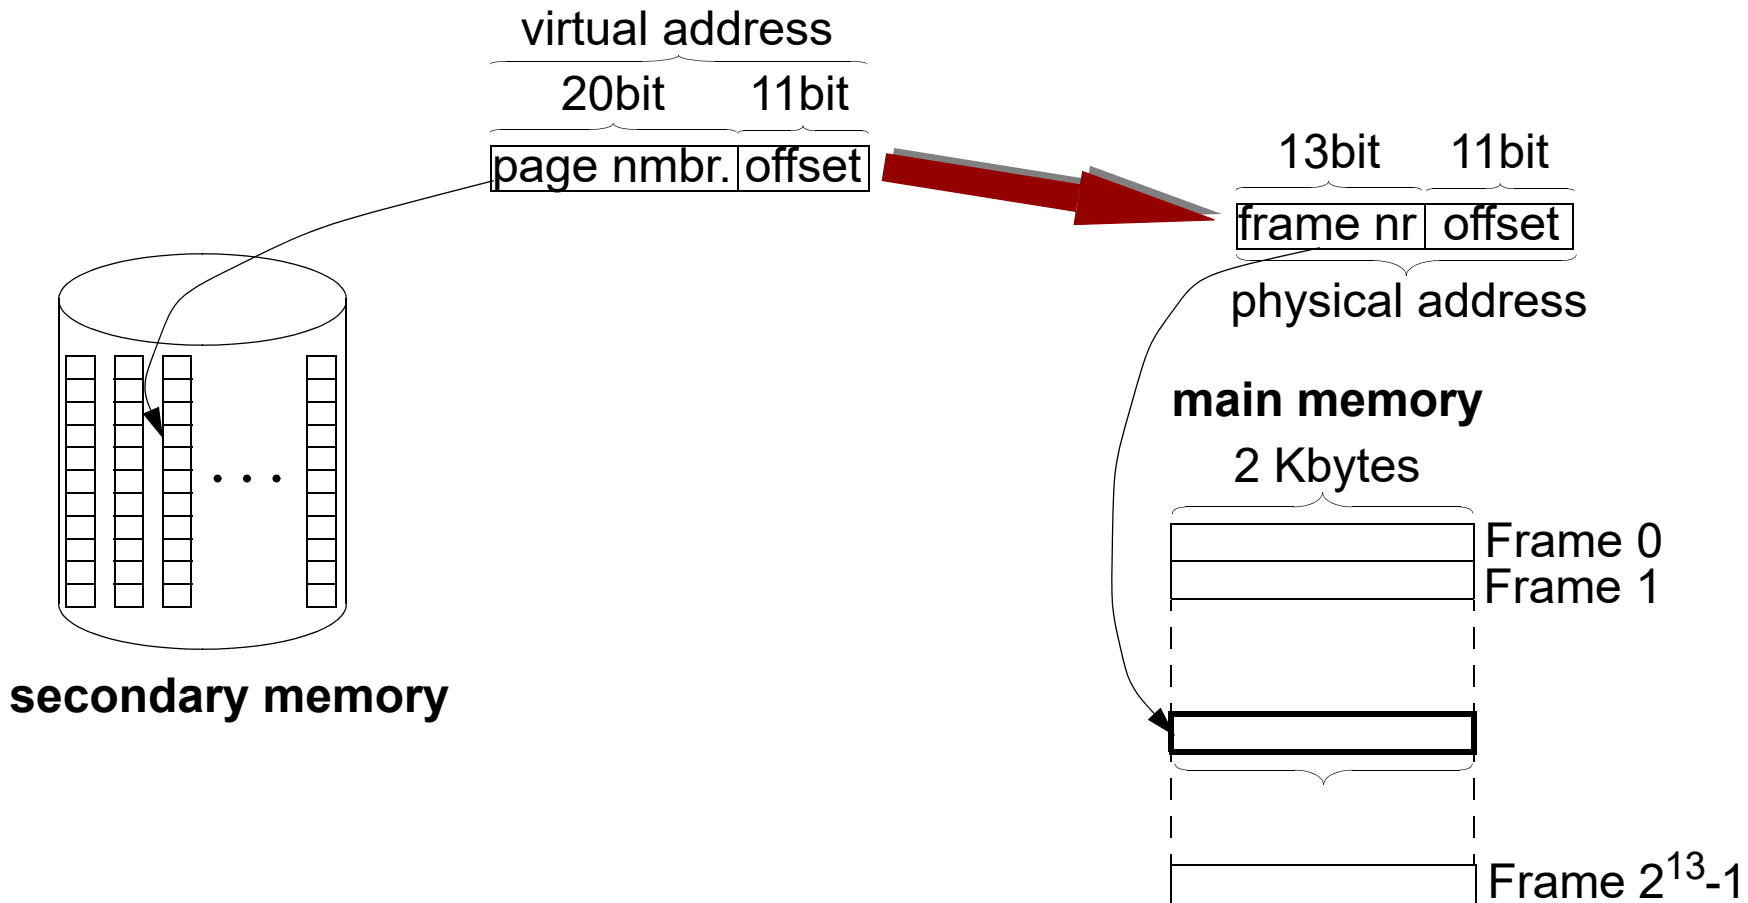 virtual address
20bit 11bit
page nmbr. offset
13bit 11bit
frame nr offset
physical address
main memory
2 Kbytes
Frame 0
Frame 1
secondary memory
Frame 2¹³-1